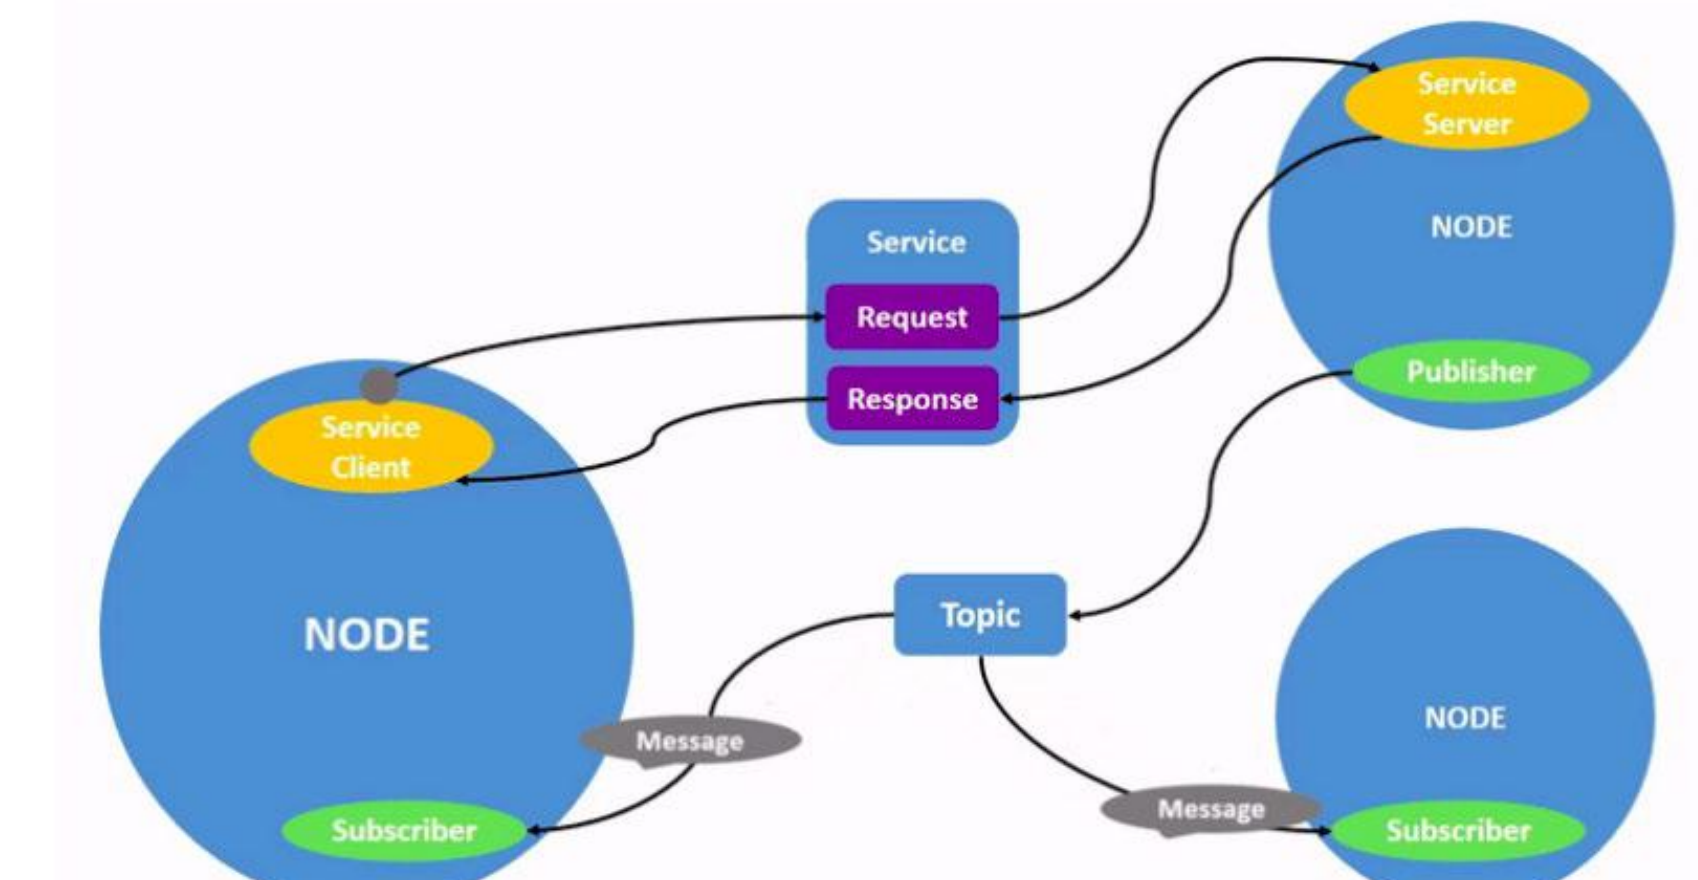 Service
Server
NODE
Publisher
Service
Request
Response
Service
Client
NODE
Subscriber
Topic
Message
Message
NODE
Subscriber